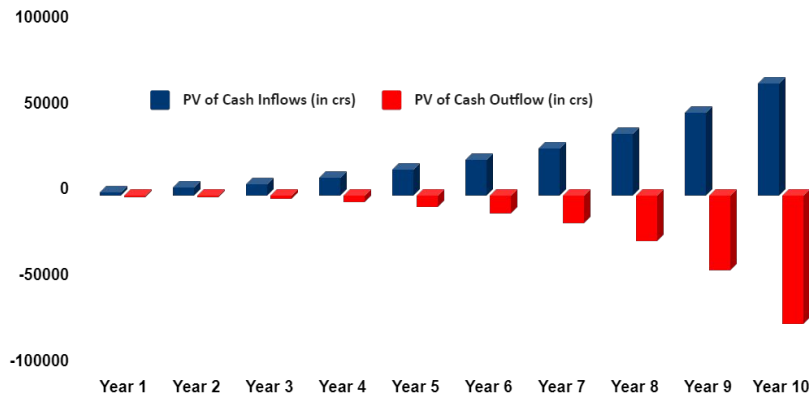 100000
50000
PV of Cash Inflows (in crs) PV of Cash Outflow (in crs)
0
-50000
-100000
Year 1 Year 2 Year 3 Year 4 Year 5 Year 6 Year 7 Year 8 Year 9 Year 10